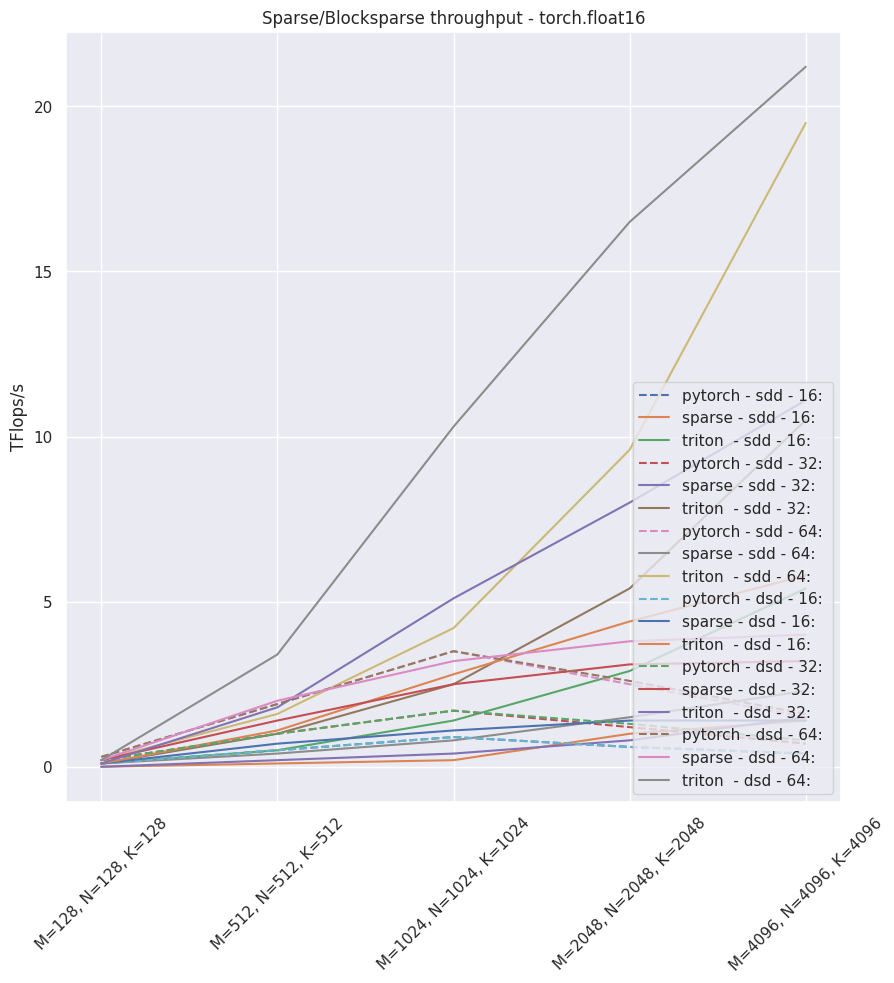 Sparse/Blocksparse throughput - torch.float16
TFlops/s
20
15
10
5
0
pytorch - sdd - 16:
sparse - sdd - 16:
triton  - sdd - 16:
pytorch - sdd - 32:
sparse - sdd - 32:
triton  - sdd - 32:
pytorch - sdd - 64:
sparse - sdd - 64:
triton  - sdd - 64:
pytorch - dsd - 16:
sparse - dsd - 16:
triton  - dsd - 16:
pytorch - dsd - 32:
sparse - dsd - 32:
triton  - dsd - 32:
pytorch - dsd - 64:
sparse - dsd - 64:
triton  - dsd - 64:
M=128, N=128, K=128
M=512, N=512, K=512
M=1024, N=1024, K=1024
M=2048, N=2048, K=2048
M=4096, N=4096, K=4096